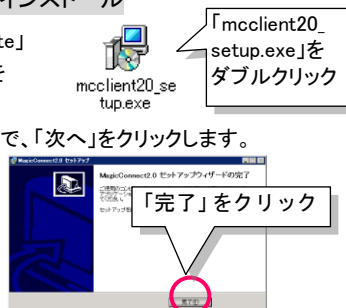 インストール
te」
を
mcclient20_se
tup.exe
「mcclient20_
setup.exe」を
ダブルクリック
で、「次へ」をクリックします。
MagicConnect2.0 セットアップ
MagicConnect2.0 セットアップウィザードの完了
「完了」をクリック